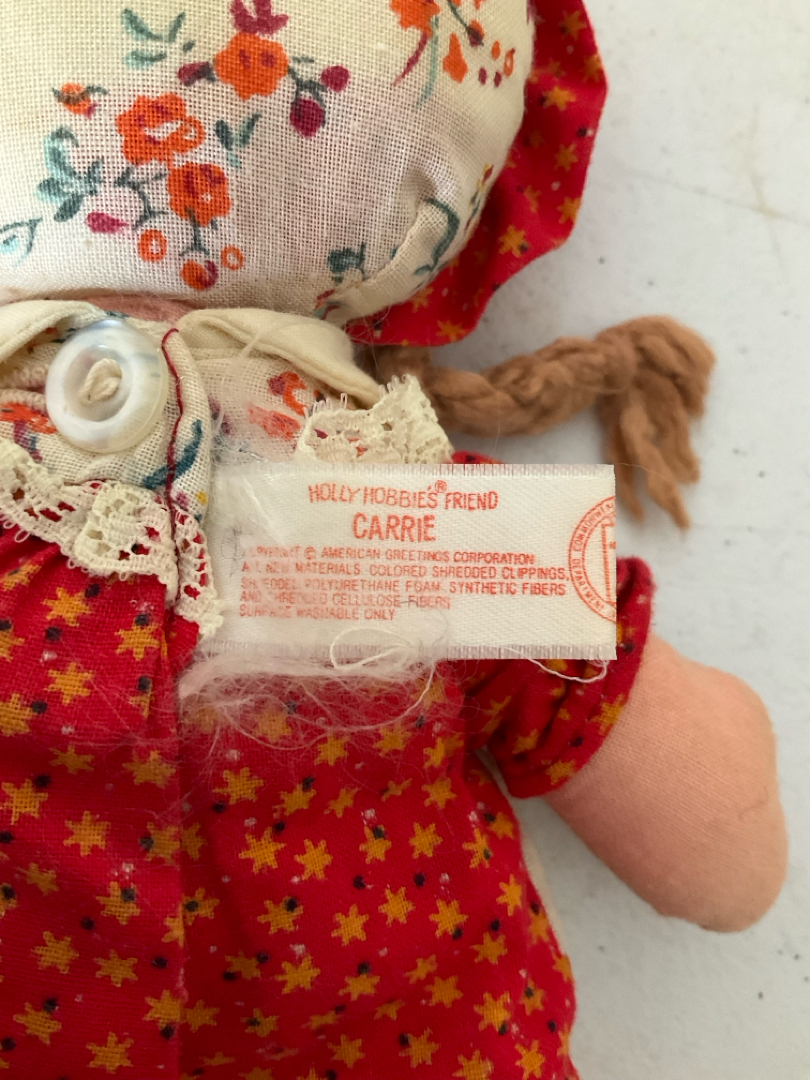 HOLLY HOBBIE'S® FRIEND
CARRIE
COPYRIGHT © AMERICAN GREETINGS CORPORATION
ALL NEW MATERIALS COLORED SHREDDED CLIPPINGS,
SHREDDED POLYURETHANE FOAM, SYNTHETIC FIBERS
AND SHREDDED CELLULOSE FIBERS
SURFACE WASHABLE ONLY